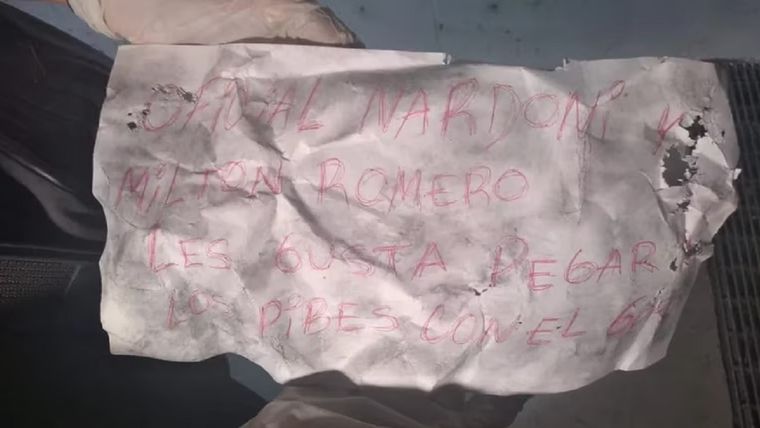 OFICIAL NARDONI Y
MILTON ROMERO
LES GUSTA PEGAR
LOS PIBES CON EL